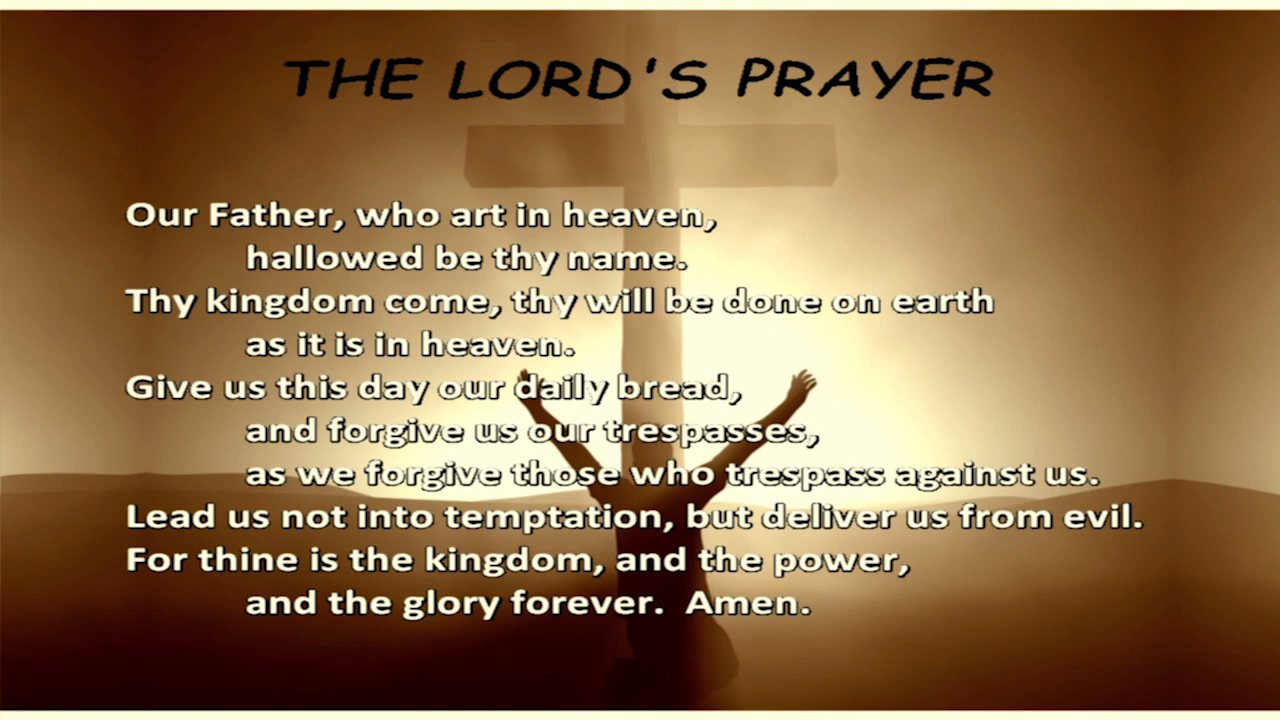 THE LORD'S PRAYER
Our Father, who art in heaven,
hallowed be thy name.
Thy kingdom come, thy will be done on earth
as it is in heaven.
Give us this day our daily bread,
and forgive us our trespasses,
as we forgive those who trespass against us.
Lead us not into temptation, but deliver us from evil.
For thine is the kingdom, and the power,
and the glory forever.  Amen.